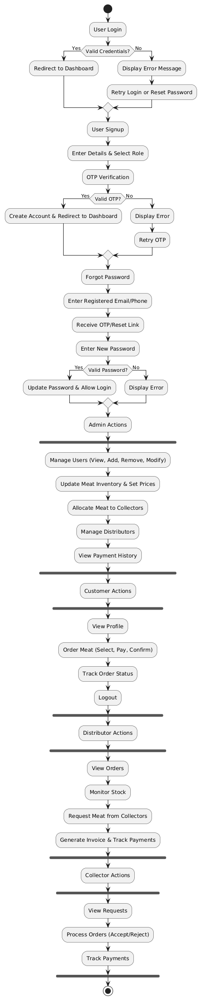 User Login
Yes
Valid Credentials?
No
Redirect to Dashboard
Display Error Message
Retry Login or Reset Password
User Signup
Enter Details & Select Role
OTP Verification
Yes
Valid OTP?
No
Create Account & Redirect to Dashboard
Display Error
Retry OTP
Forgot Password
Enter Registered Email/Phone
Receive OTP/Reset Link
Enter New Password
Yes
Valid Password?
No
Update Password & Allow Login
Display Error
Admin Actions
Manage Users (View, Add, Remove, Modify)
Update Meat Inventory & Set Prices
Allocate Meat to Collectors
Manage Distributors
View Payment History
Customer Actions
View Profile
Order Meat (Select, Pay, Confirm)
Track Order Status
Logout
Distributor Actions
View Orders
Monitor Stock
Request Meat from Collectors
Generate Invoice & Track Payments
Collector Actions
View Requests
Process Orders (Accept/Reject)
Track Payments